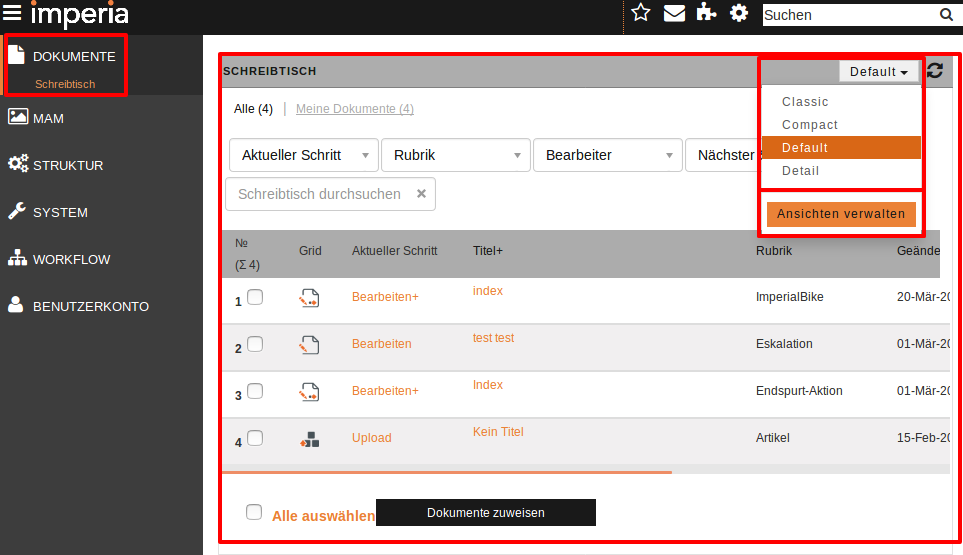 imperia
Suchen
DOKUMENTE
Schreibtisch
MAM
STRUKTUR
SYSTEM
WORKFLOW
BENUTZERKONTO
SCHREIBTISCH
Default
Classic
Compact
Default
Detail
Ansichten verwalten
Alle (4) | Meine Dokumente (4)
Aktueller Schritt Rubrik Bearbeiter Nächster
Schreibtisch durchsuchen
№ (Σ 4) Grid Aktueller Schritt Titel+ Rubrik Geände
1 Bearbeiten+ index ImperialBike 20-Mär-20
2 Bearbeiten test test Eskalation 01-Mär-20
3 Bearbeiten+ Index Endspurt-Aktion 01-Mär-20
4 Upload Kein Titel Artikel 15-Feb-20
Alle auswählen Dokumente zuweisen